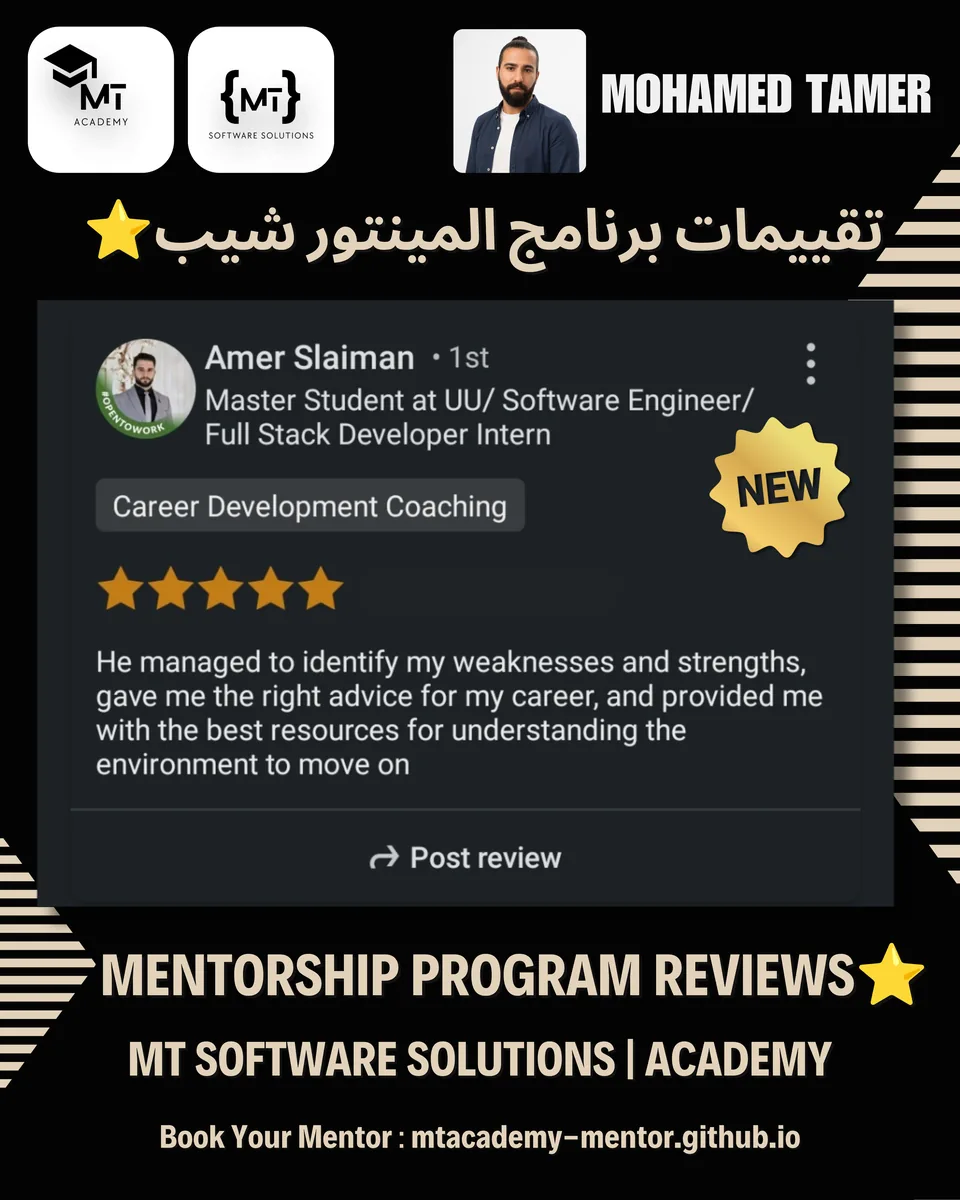 MT
ACADEMY
{MT}
SOFTWARE SOLUTIONS
MOHAMED TAMER
تقييمات برنامج المينتور شيب⭐
Amer Slaiman • 1st
Master Student at UU/ Software Engineer/
Full Stack Developer Intern
#OPENTOWORK
NEW
Career Development Coaching
He managed to identify my weaknesses and strengths,
gave me the right advice for my career, and provided me
with the best resources for understanding the
environment to move on
Post review
MENTORSHIP PROGRAM REVIEWS⭐
MT SOFTWARE SOLUTIONS | ACADEMY
Book Your Mentor : mtacademy-mentor.github.io